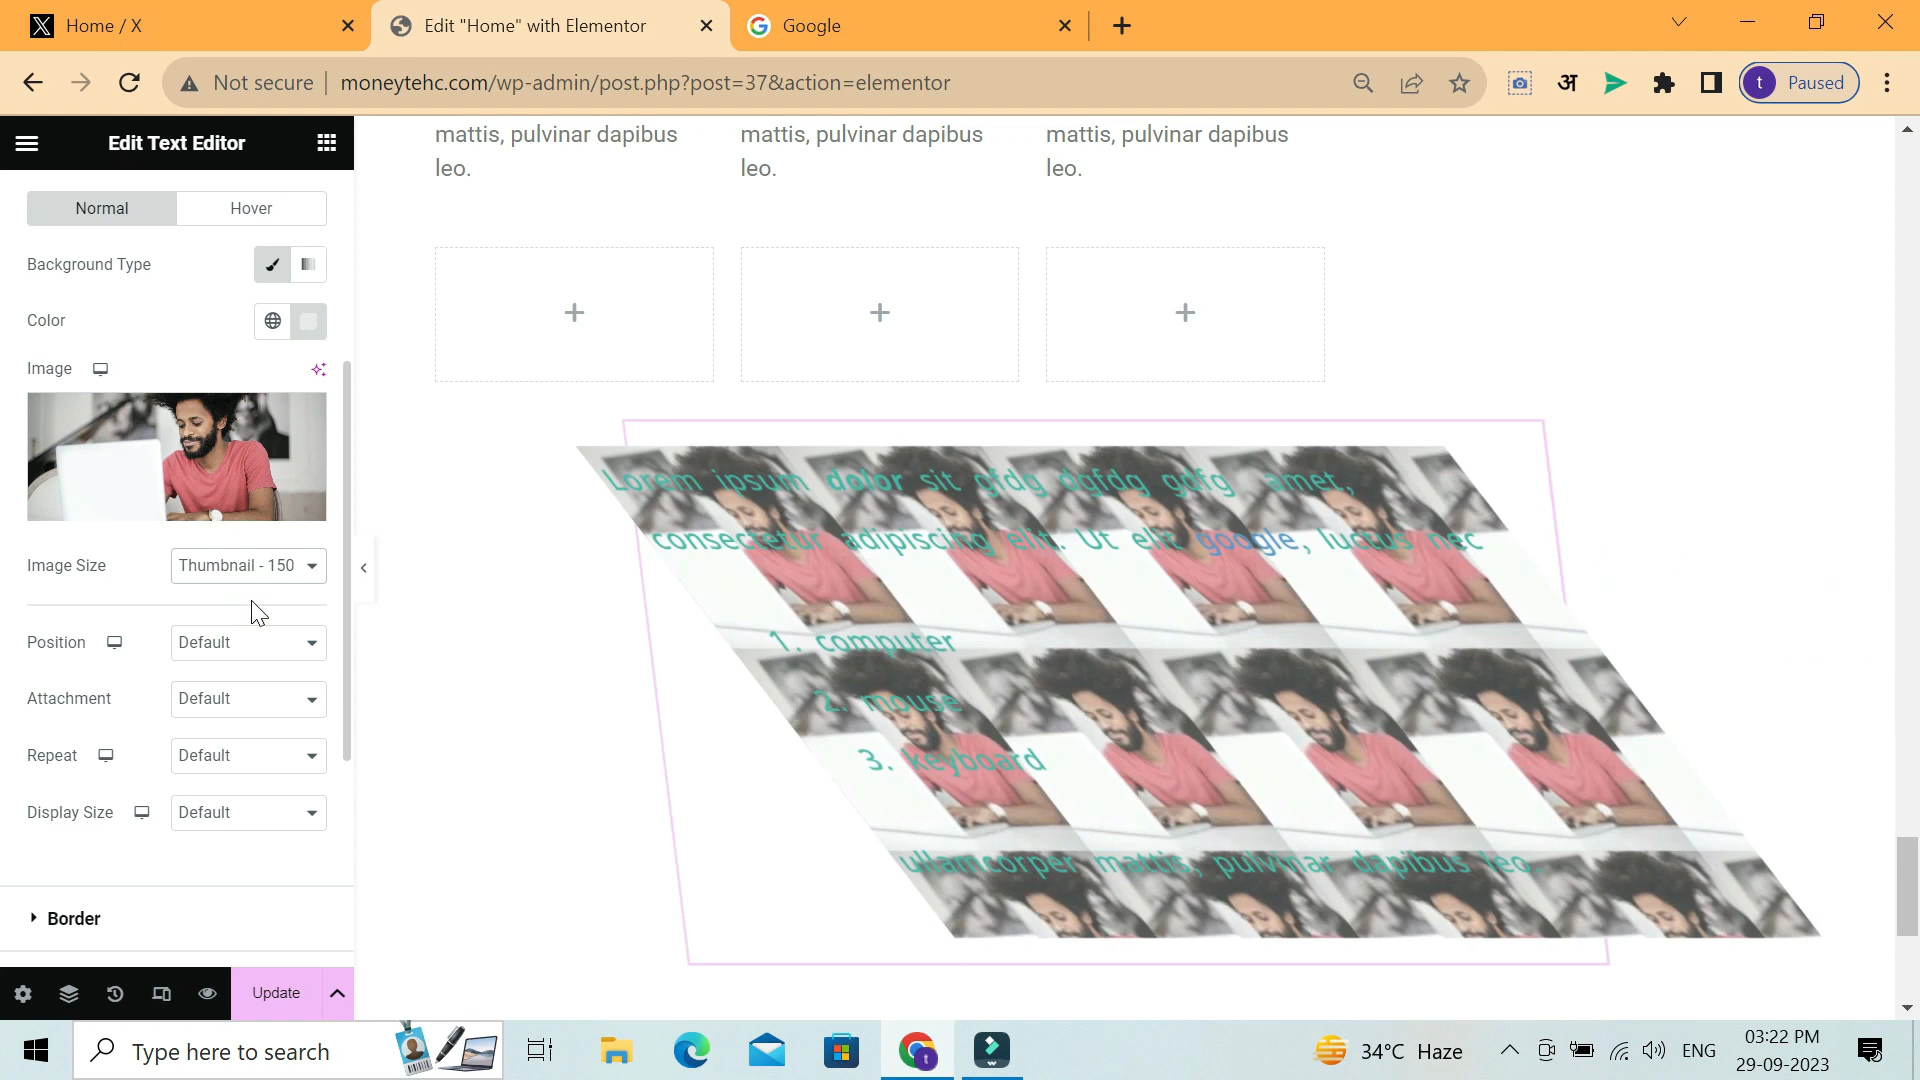 Home / X
Edit "Home" with Elementor
Google
Not secure
moneytehc.com/wp-admin/post.php?post=37&action=elementor
अ
t
Paused
Edit Text Editor
Normal
Hover
Background Type
Color
Image
Image Size
Thumbnail - 150
Position
Default
Attachment
Default
Repeat
Default
Display Size
Default
Border
Update
mattis, pulvinar dapibus
leo.
mattis, pulvinar dapibus
leo.
mattis, pulvinar dapibus
leo.
Lorem ipsum dolor sit gfdg dgfdg gdfg amet,
consectetur adipiscing elit. Ut elit google, luctus nec
1. computer
2. mouse
3. keyboard
ullamcorper mattis, pulvinar dapibus leo.
Type here to search
t
34°C Haze
ENG
03:22 PM
29-09-2023